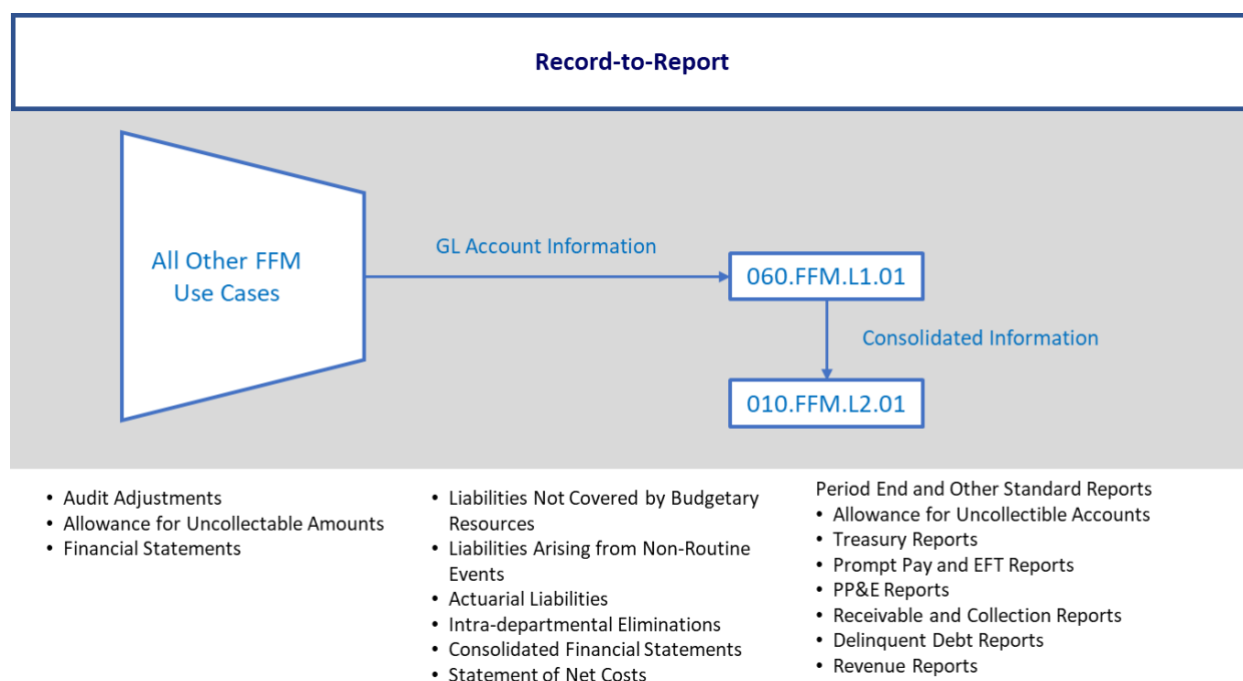 Record-to-Report
All Other FFM
Use Cases
GL Account Information
060.FFM.L1.01
Consolidated Information
010.FFM.L2.01
• Audit Adjustments
• Allowance for Uncollectable Amounts
• Financial Statements
• Liabilities Not Covered by Budgetary
Resources
• Liabilities Arising from Non-Routine
Events
• Actuarial Liabilities
• Intra-departmental Eliminations
• Consolidated Financial Statements
• Statement of Net Costs
Period End and Other Standard Reports
• Allowance for Uncollectible Accounts
• Treasury Reports
• Prompt Pay and EFT Reports
• PP&E Reports
• Receivable and Collection Reports
• Delinquent Debt Reports
• Revenue Reports